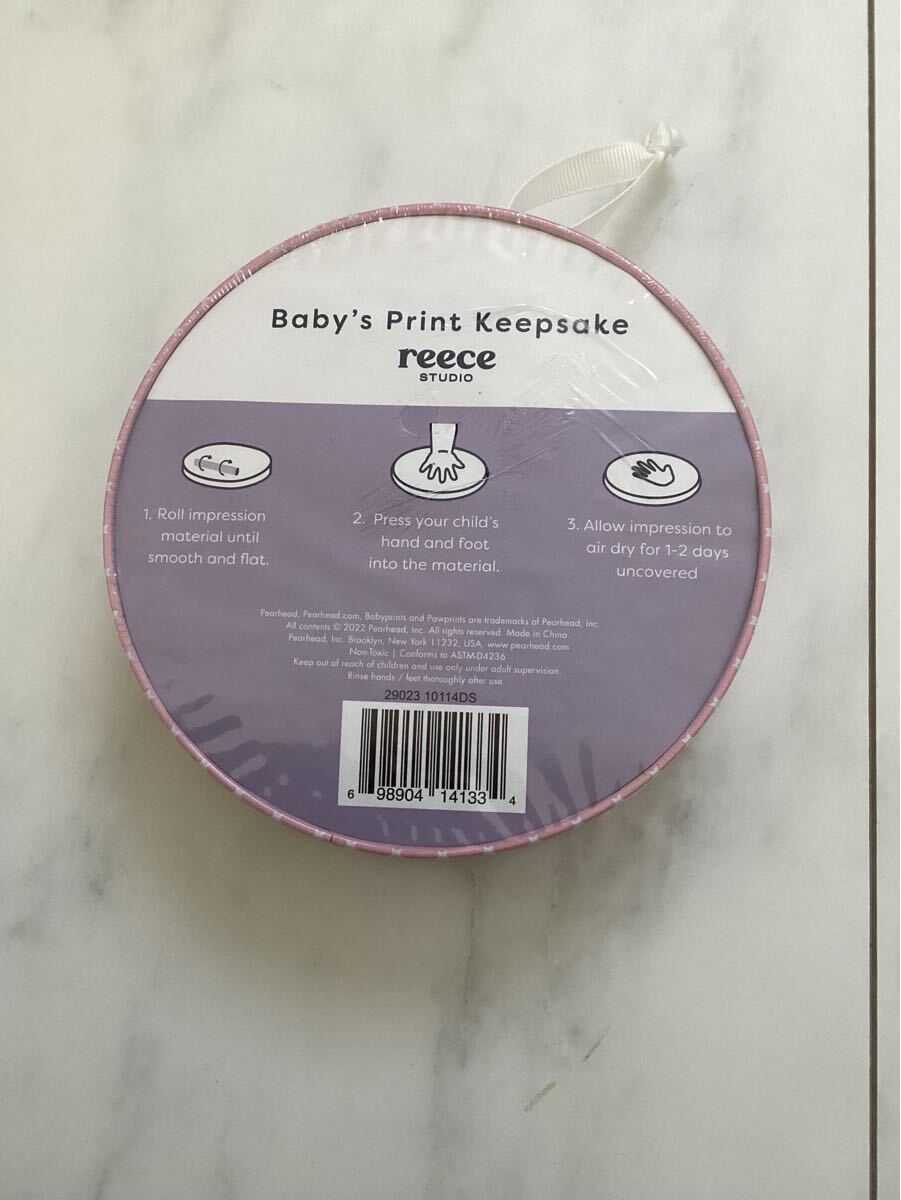 Baby's Print Keepsake
reece
STUDIO
1. Roll impression
material until
smooth and flat.
2. Press your child's
hand and foot
into the material.
3. Allow impression to
air dry for 1-2 days
uncovered
Pearhead, Pearhead.com, Babyprints and Pawprints are trademarks of Pearhead, Inc.
All contents © 2022 Pearhead, Inc. All rights reserved. Made in China.
Pearhead, Inc. Brooklyn, New York 11232, USA, www.pearhead.com
Non-Toxic | Conforms to ASTM-D4236
Keep out of reach of children and use only under adult supervision.
Rinse hands / feet thoroughly after use.
29023 10114DS
6 98904 14133 4